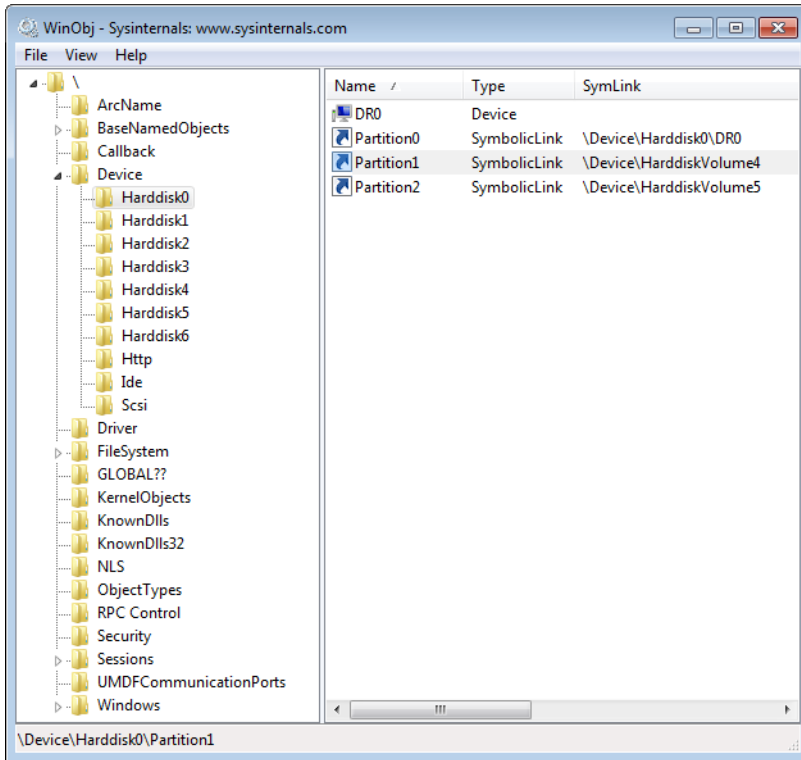 WinObj - Sysinternals: www.sysinternals.com
File View Help
\
ArcName
BaseNamedObjects
Callback
Device
Harddisk0
Harddisk1
Harddisk2
Harddisk3
Harddisk4
Harddisk5
Harddisk6
Http
Ide
Scsi
Driver
FileSystem
GLOBAL??
KernelObjects
KnownDlls
KnownDlls32
NLS
ObjectTypes
RPC Control
Security
Sessions
UMDFCommunicationPorts
Windows
Name Type SymLink
DR0 Device
Partition0 SymbolicLink \Device\Harddisk0\DR0
Partition1 SymbolicLink \Device\HarddiskVolume4
Partition2 SymbolicLink \Device\HarddiskVolume5
\Device\Harddisk0\Partition1